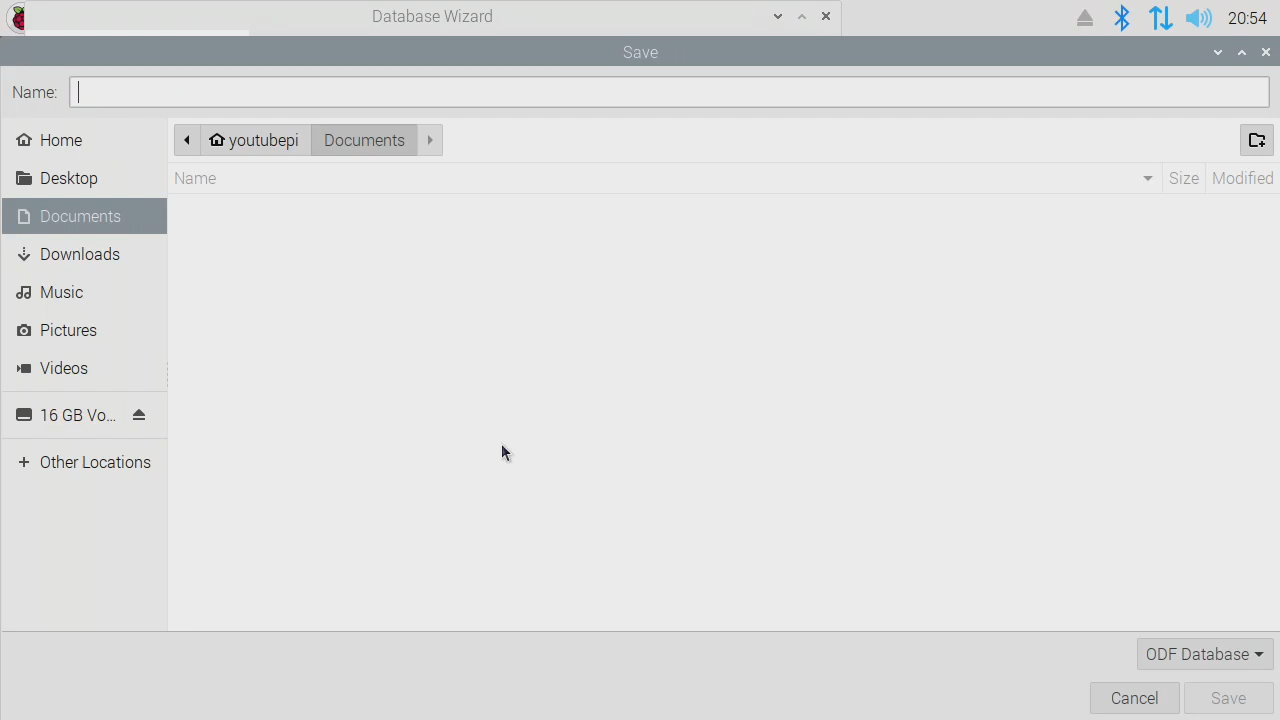 Database Wizard
20:54
Save
Name:
Home
youtubepi
Documents
Desktop
Name
Size
Modified
Documents
Downloads
Music
Pictures
Videos
16 GB Vo...
Other Locations
ODF Database
Cancel
Save